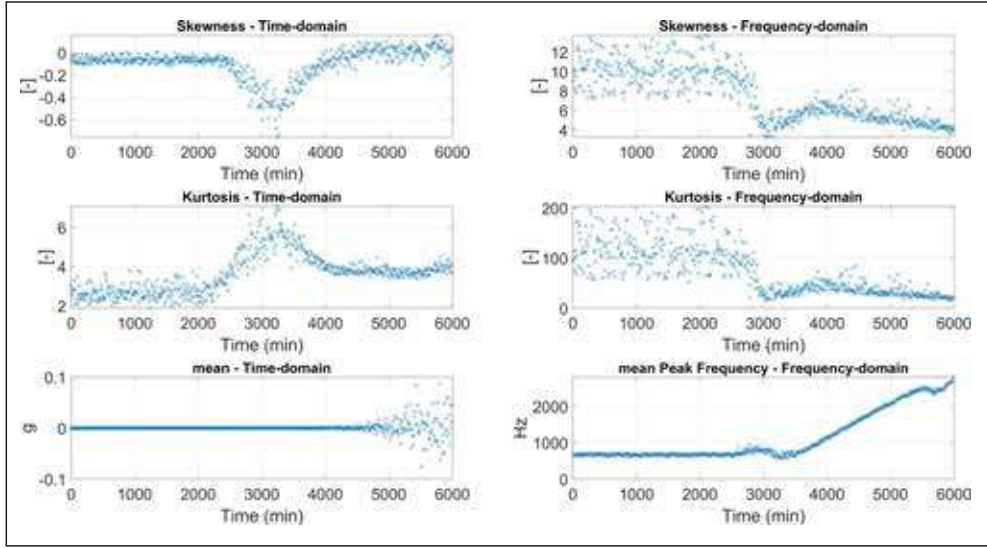 Skewness - Time-domain
0
-0.2
-0.4
-0.6
[-]
0 1000 2000 3000 4000 5000 6000
Time (min)
Skewness - Frequency-domain
12
10
8
6
4
[-]
0 1000 2000 3000 4000 5000 6000
Time (min)
Kurtosis - Time-domain
6
4
2
[-]
0 1000 2000 3000 4000 5000 6000
Time (min)
Kurtosis - Frequency-domain
200
100
0
[-]
0 1000 2000 3000 4000 5000 6000
Time (min)
mean - Time-domain
0.1
0
-0.1
g
0 1000 2000 3000 4000 5000 6000
Time (min)
mean Peak Frequency - Frequency-domain
2000
1000
0
Hz
0 1000 2000 3000 4000 5000 6000
Time (min)